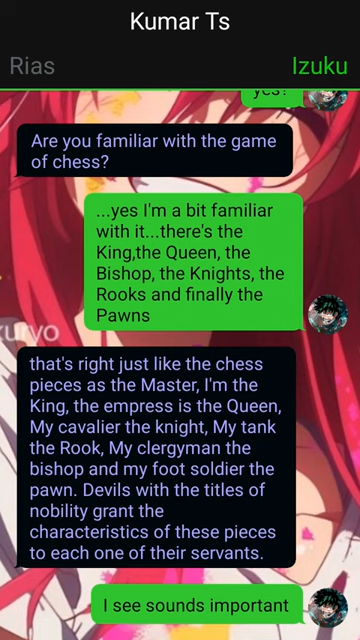 Kumar Ts
Rias
Izuku
yes?
Are you familiar with the game
of chess?
...yes I'm a bit familiar
with it...there's the
King,the Queen, the
Bishop, the Knights, the
Rooks and finally the
Pawns
kuryo
that's right just like the chess
pieces as the Master, I'm the
King, the empress is the Queen,
My cavalier the knight, My tank
the Rook, My clergyman the
bishop and my foot soldier the
pawn. Devils with the titles of
nobility grant the
characteristics of these pieces
to each one of their servants.
I see sounds important